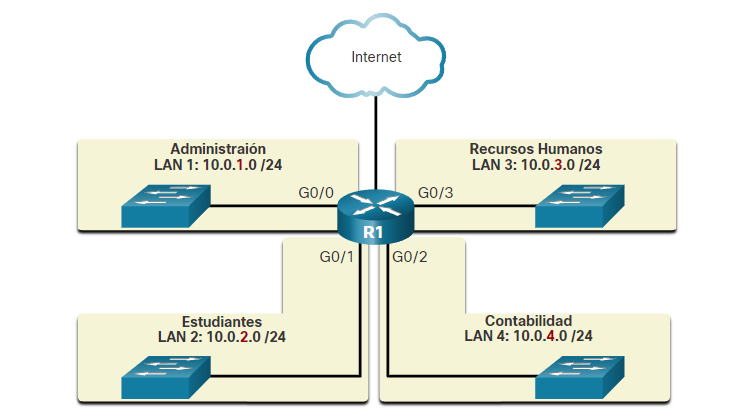 Internet
Administraión
LAN 1: 10.0.1.0 /24
Recursos Humanos
LAN 3: 10.0.3.0 /24
G0/0
G0/3
R1
G0/1
G0/2
Estudiantes
LAN 2: 10.0.2.0 /24
Contabilidad
LAN 4: 10.0.4.0 /24